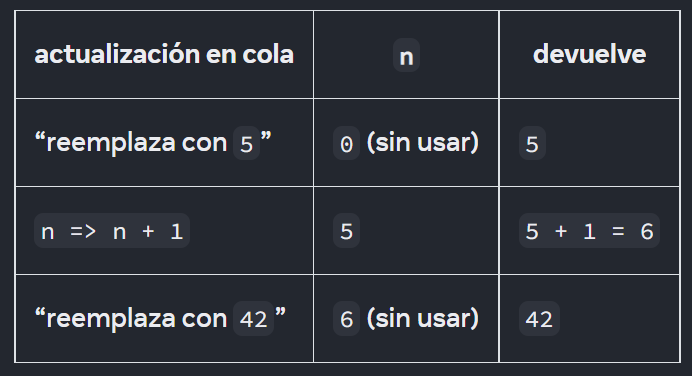 actualización en cola n devuelve
“reemplaza con 5” 0 (sin usar) 5
n => n + 1 5 5 + 1 = 6
“reemplaza con 42” 6 (sin usar) 42